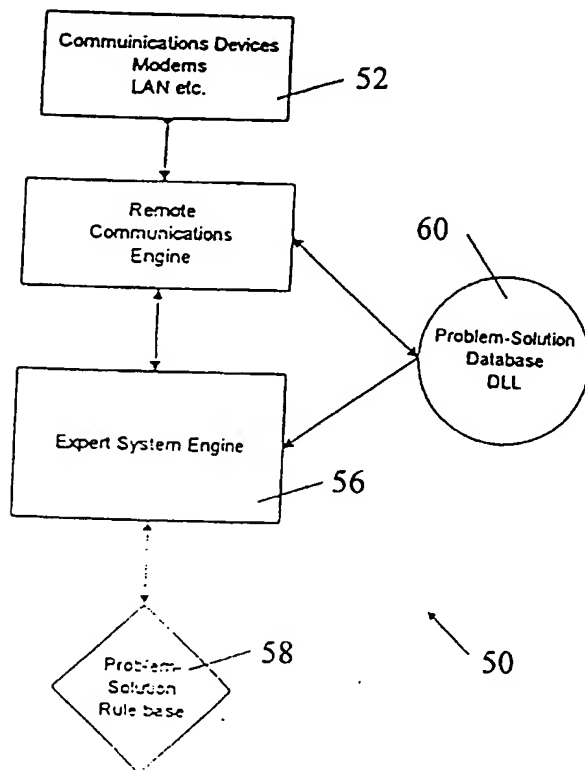 Commuinications Devices
Modems
LAN etc.
52
Remote
Communications
Engine
60
Problem-Solution
Database
DLL
Expert System Engine
56
58
Problem-
Solution
Rule base
50